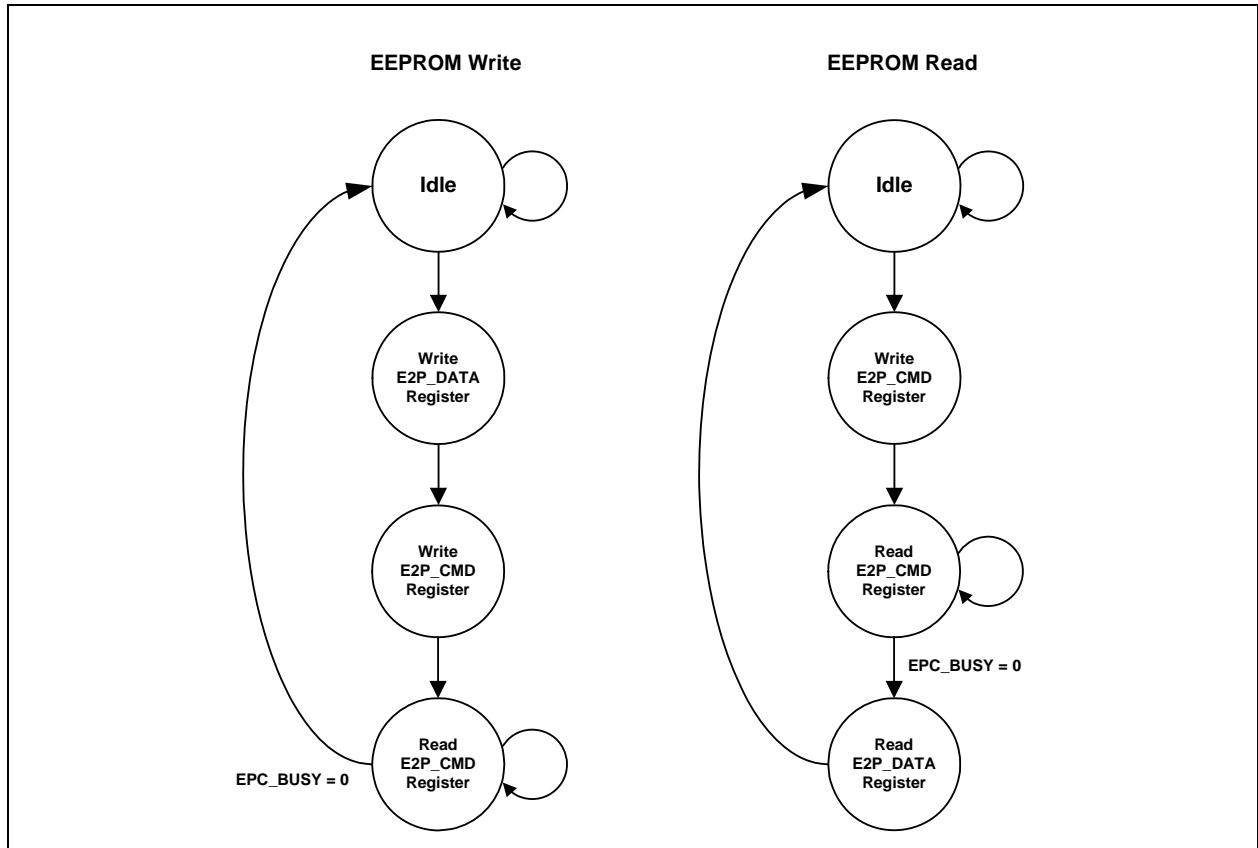 EEPROM Write
Idle
Write
E2P_DATA
Register
Write
E2P_CMD
Register
Read
E2P_CMD
Register
EPC_BUSY = 0
EEPROM Read
Idle
Write
E2P_CMD
Register
Read
E2P_CMD
Register
EPC_BUSY = 0
Read
E2P_DATA
Register